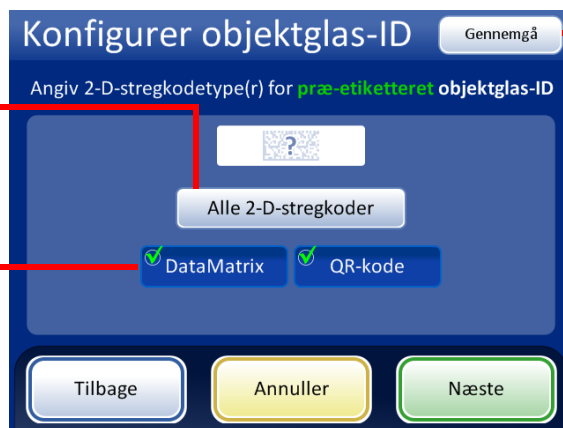 Konfigurer objektglas-ID
Gennemgå
Angiv 2-D-stregkodetype(r) for præ-etiketteret objektglas-ID
?
Alle 2-D-stregkoder
DataMatrix
QR-kode
Tilbage
Annuller
Næste